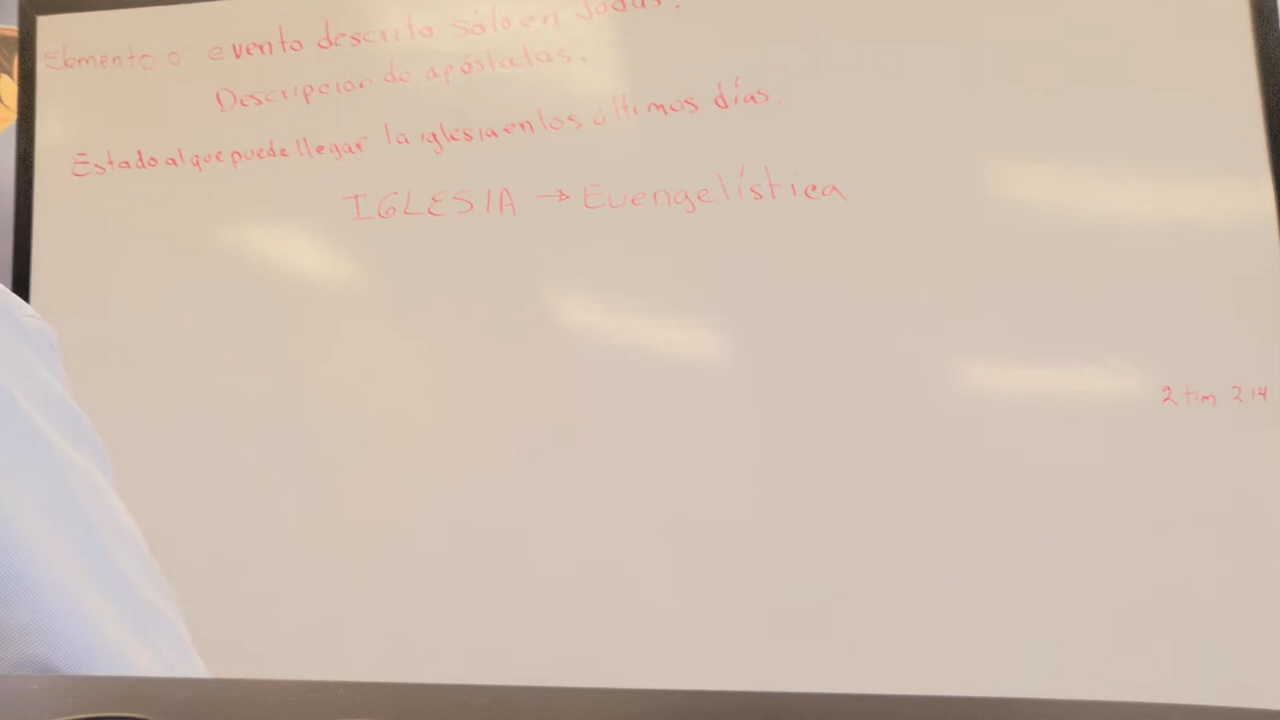 Elemento o evento descrito sólo en Judas.
Descripcion de apóstatas.
Estado al que puede llegar la iglesia en los últimos días.
IGLESIA → Evengelística
2 tim 2 14